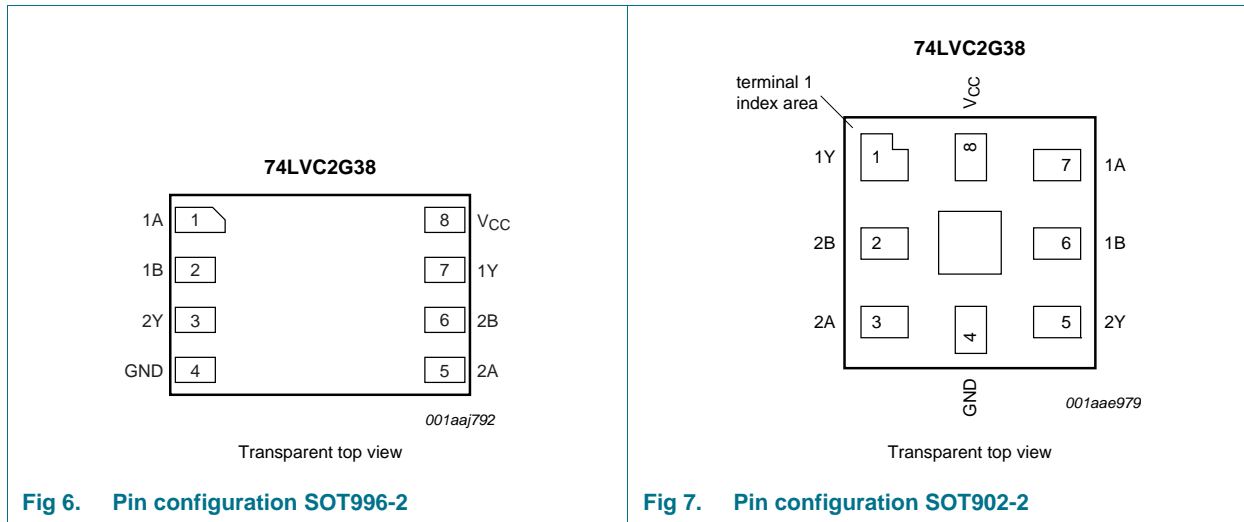 74LVC2G38
1A 1 8 VCC
1B 2 7 1Y
2Y 3 6 2B
GND 4 5 2A
001aaj792
Transparent top view
Fig 6. Pin configuration SOT996-2
74LVC2G38
terminal 1
index area
VCC
1Y 1 8 7 1A
2B 2 6 1B
2A 3 4 5 2Y
GND
001aae979
Transparent top view
Fig 7. Pin configuration SOT902-2